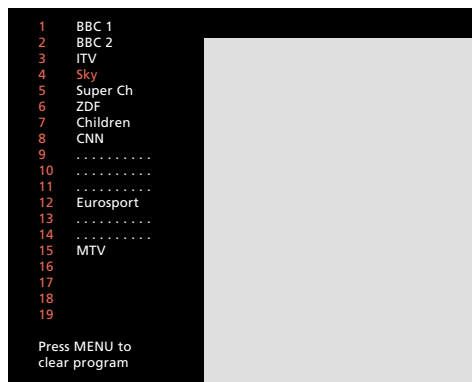 1 BBC 1
2 BBC 2
3 ITV
4 Sky
5 Super Ch
6 ZDF
7 Children
8 CNN
9 . . . . . . . . . .
10 . . . . . . . . . .
11 . . . . . . . . . .
12 Eurosport
13 . . . . . . . . . .
14 . . . . . . . . . .
15 MTV
16
17
18
19
Press MENU to
clear program